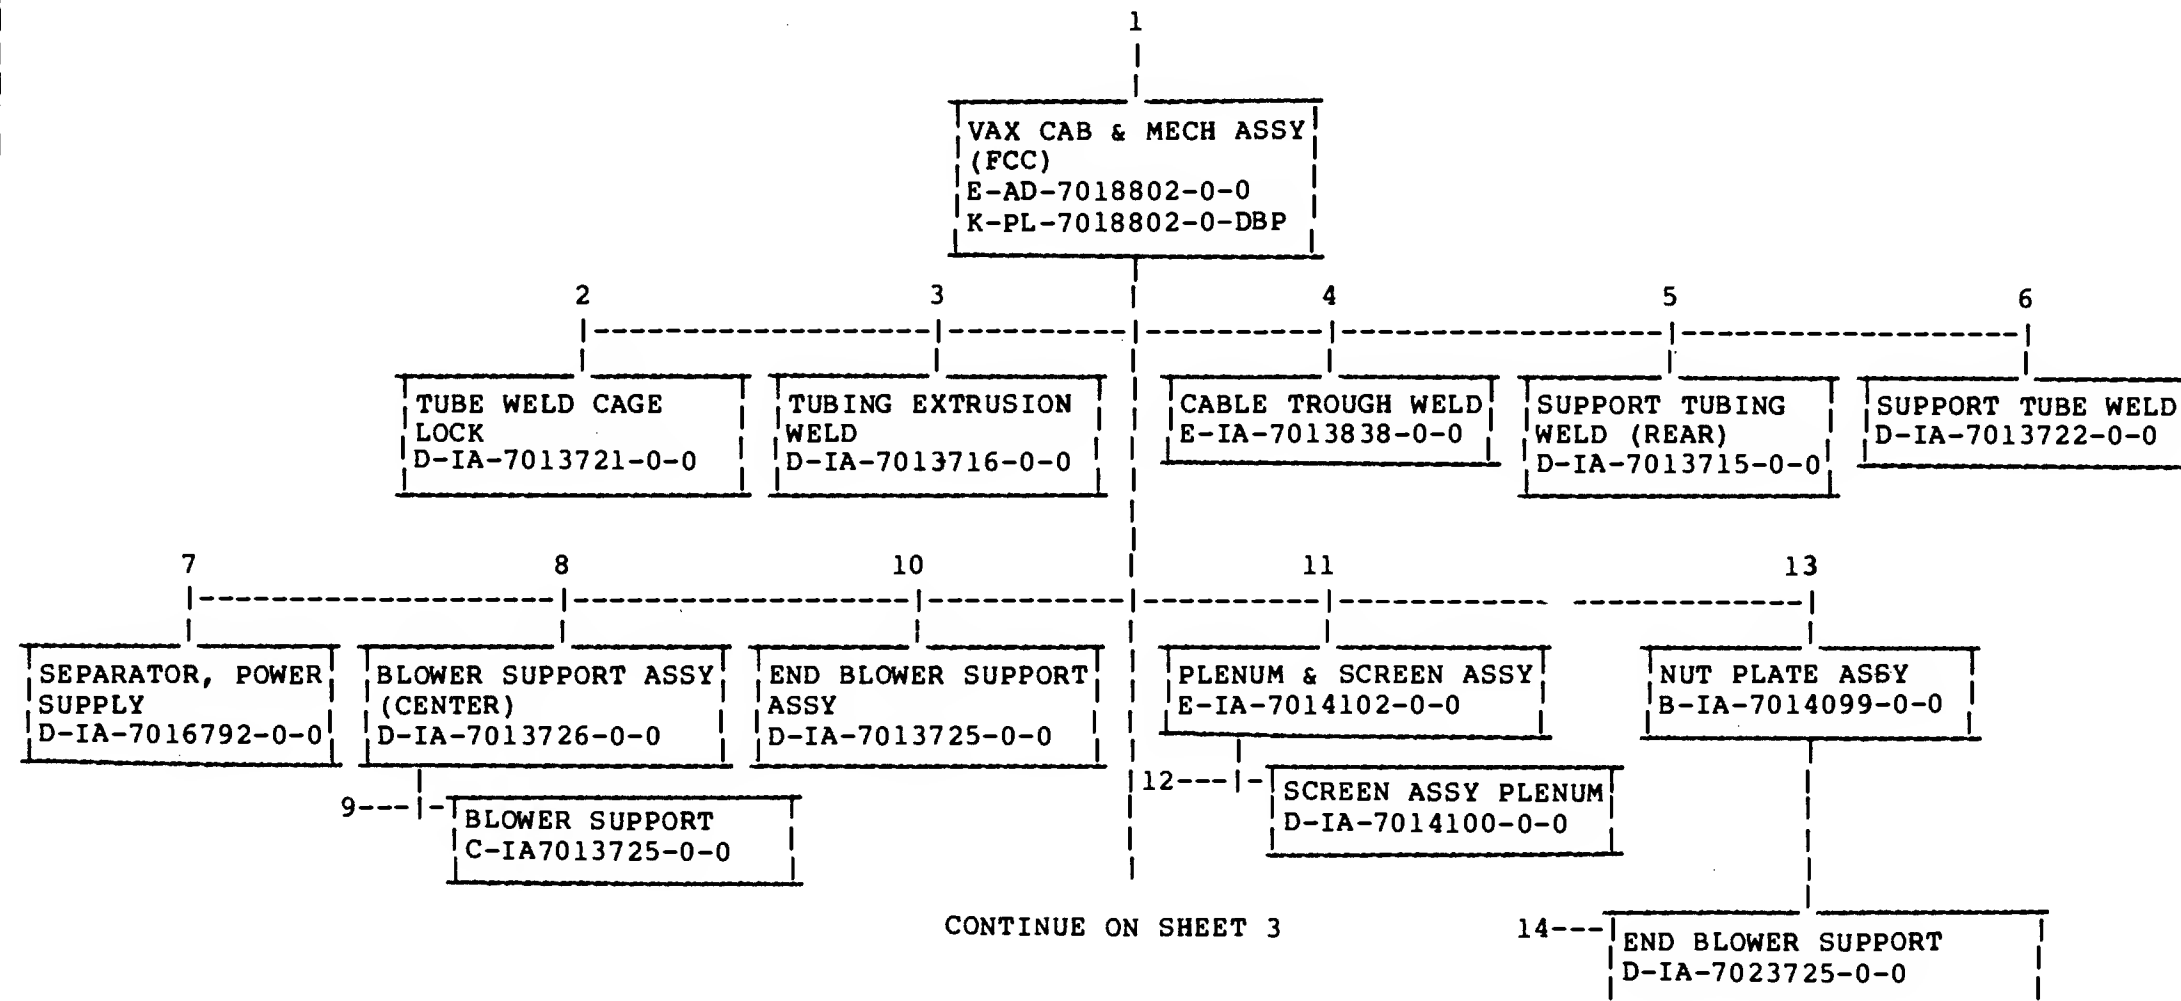 1
VAX CAB & MECH ASSY
(FCC)
E-AD-7018802-0-0
K-PL-7018802-0-DBP
2
3
4
5
6
TUBE WELD CAGE
LOCK
D-IA-7013721-0-0
TUBING EXTRUSION
WELD
D-IA-7013716-0-0
CABLE TROUGH WELD
E-IA-7013838-0-0
SUPPORT TUBING
WELD (REAR)
D-IA-7013715-0-0
SUPPORT TUBE WELD
D-IA-7013722-0-0
7
8
10
11
13
SEPARATOR, POWER
SUPPLY
D-IA-7016792-0-0
BLOWER SUPPORT ASSY
(CENTER)
D-IA-7013726-0-0
END BLOWER SUPPORT
ASSY
D-IA-7013725-0-0
PLENUM & SCREEN ASSY
E-IA-7014102-0-0
NUT PLATE ASSY
B-IA-7014099-0-0
9
BLOWER SUPPORT
C-IA7013725-0-0
12
SCREEN ASSY PLENUM
D-IA-7014100-0-0
CONTINUE ON SHEET 3
14
END BLOWER SUPPORT
D-IA-7023725-0-0